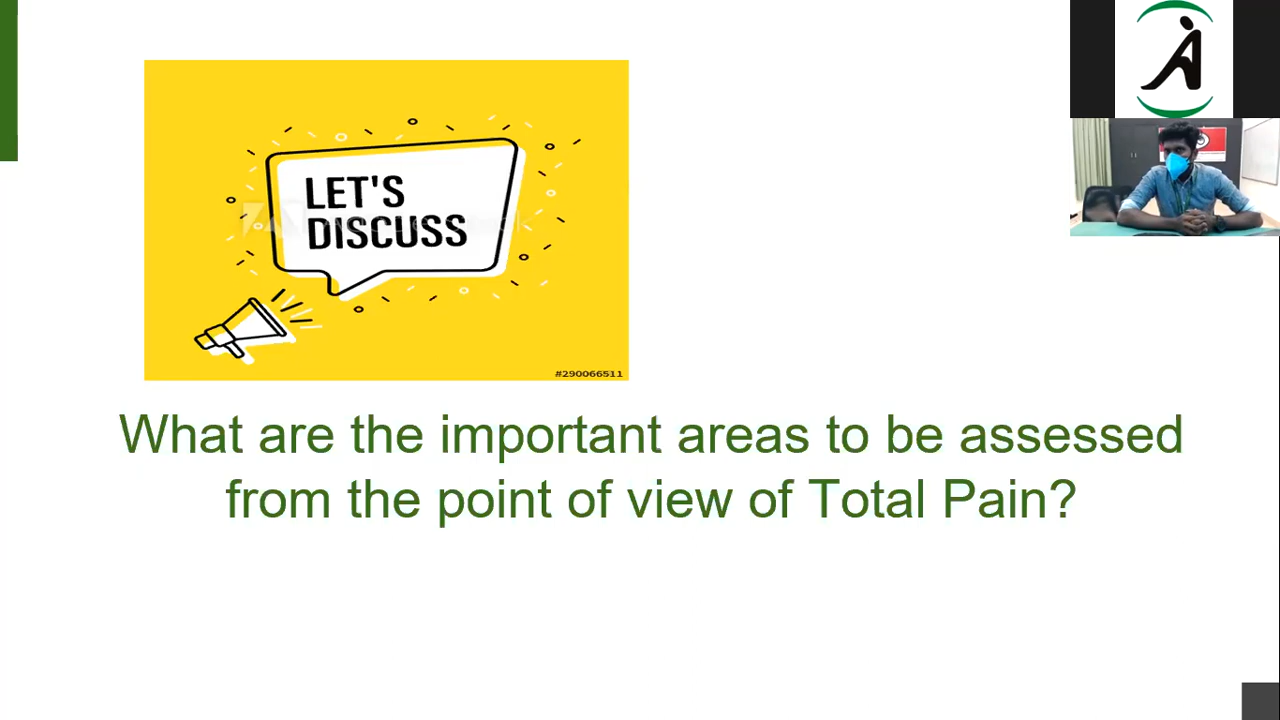 LET'S
DISCUSS
#290066511
What are the important areas to be assessed
from the point of view of Total Pain?